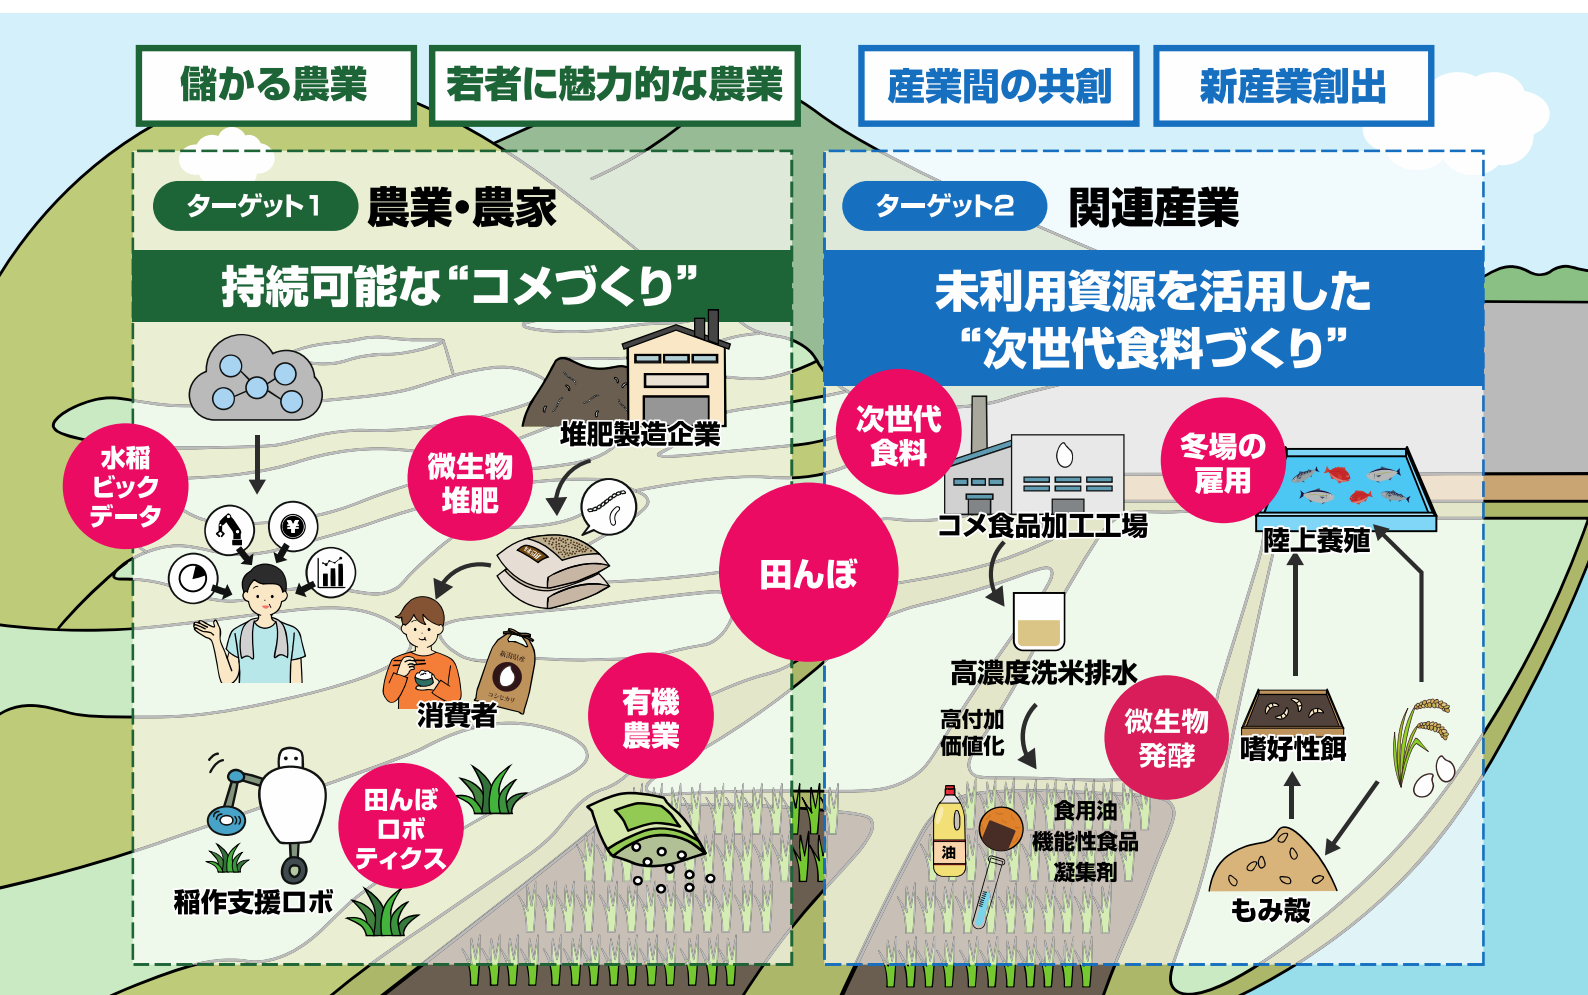 儲かる農業
若者に魅力的な農業
産業間の共創
新産業創出
ターゲット1 農業・農家
持続可能な“コメづくり”
水稲
ビック
データ
堆肥製造企業
微生物
堆肥
消費者
新潟県産
コシヒカリ
有機
農業
田んぼ
ロボ
ティクス
稲作支援ロボ
田んぼ
ターゲット2 関連産業
未利用資源を活用した
“次世代食料づくり”
次世代
食料
コメ食品加工工場
冬場の
雇用
陸上養殖
高濃度洗米排水
高付加
価値化
微生物
発酵
嗜好性餌
油
食用油
機能性食品
凝集剤
もみ殻